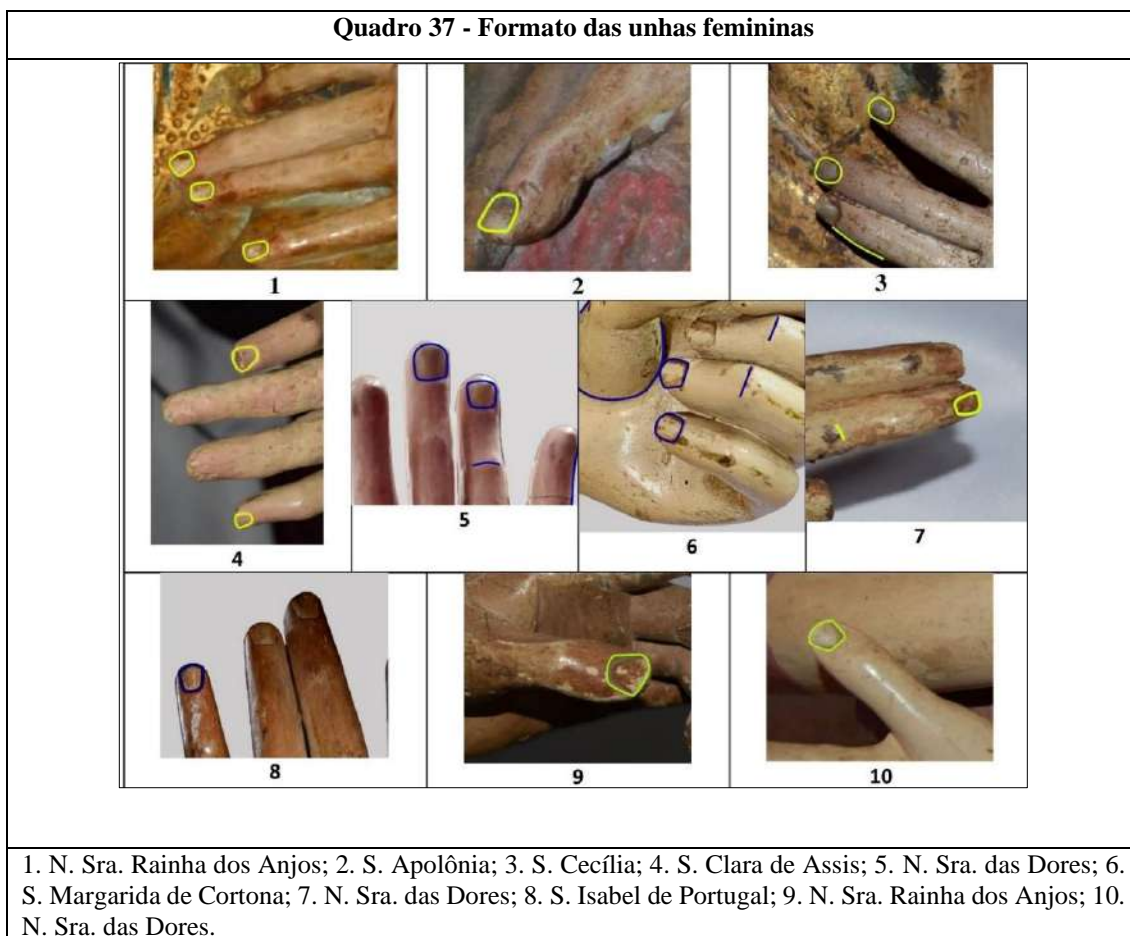 Quadro 37 - Formato das unhas femininas
1
2
3
4
5
6
7
8
9
10
1. N. Sra. Rainha dos Anjos; 2. S. Apolônia; 3. S. Cecília; 4. S. Clara de Assis; 5. N. Sra. das Dores; 6.
S. Margarida de Cortona; 7. N. Sra. das Dores; 8. S. Isabel de Portugal; 9. N. Sra. Rainha dos Anjos; 10.
N. Sra. das Dores.